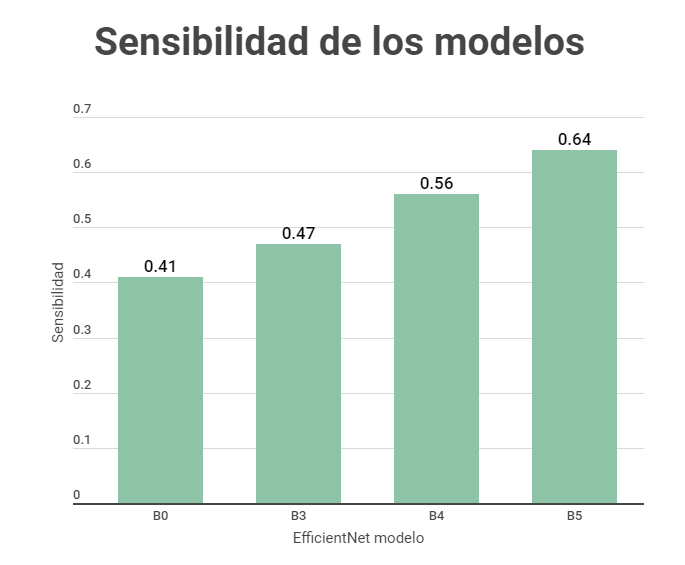 Sensibilidad de los modelos
0.7
0.6
0.5
0.4
0.3
0.2
0.1
0
Sensibilidad
0.41
0.47
0.56
0.64
B0
B3
B4
B5
EfficientNet modelo